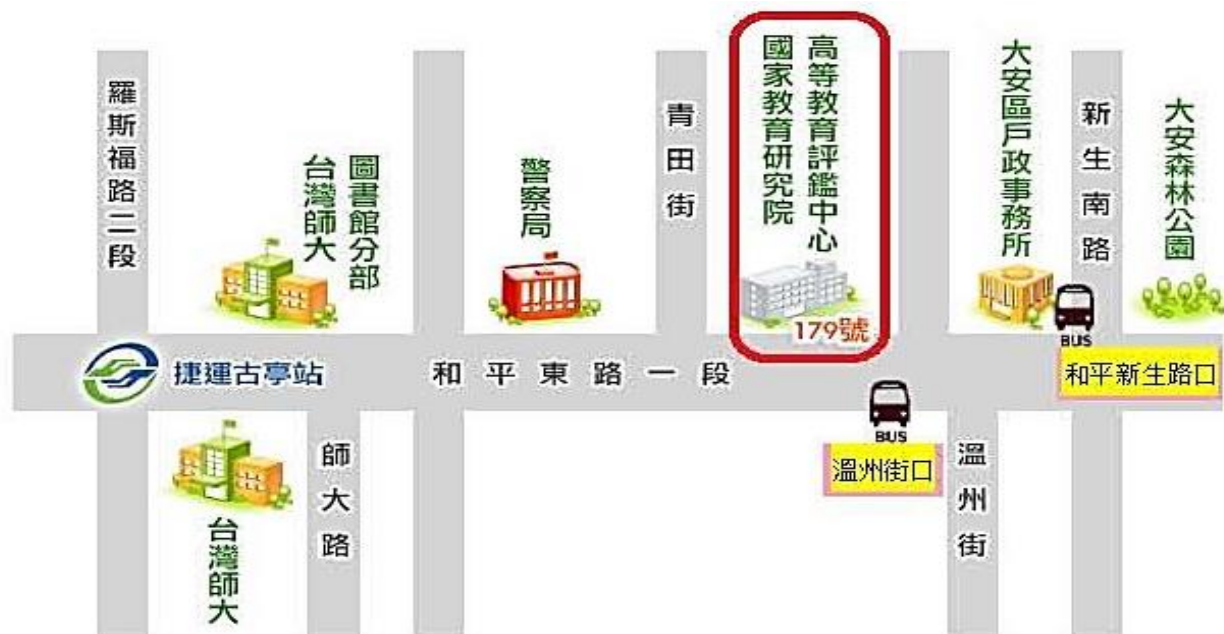 羅斯福路二段
台灣師大
圖書館分部
警察局
青田街
國家教育研究院
高等教育評鑑中心
179號
大安區戶政事務所
新生南路
大安森林公園
BUS
和平新生路口
捷運古亭站
和平東路一段
BUS
溫州街口
溫州街
師大路
台灣師大